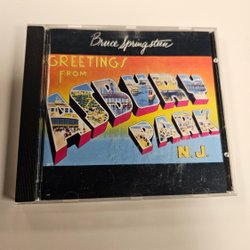 Bruce Springsteen
GREETINGS
FROM
ASBURY
PARK
N.J.